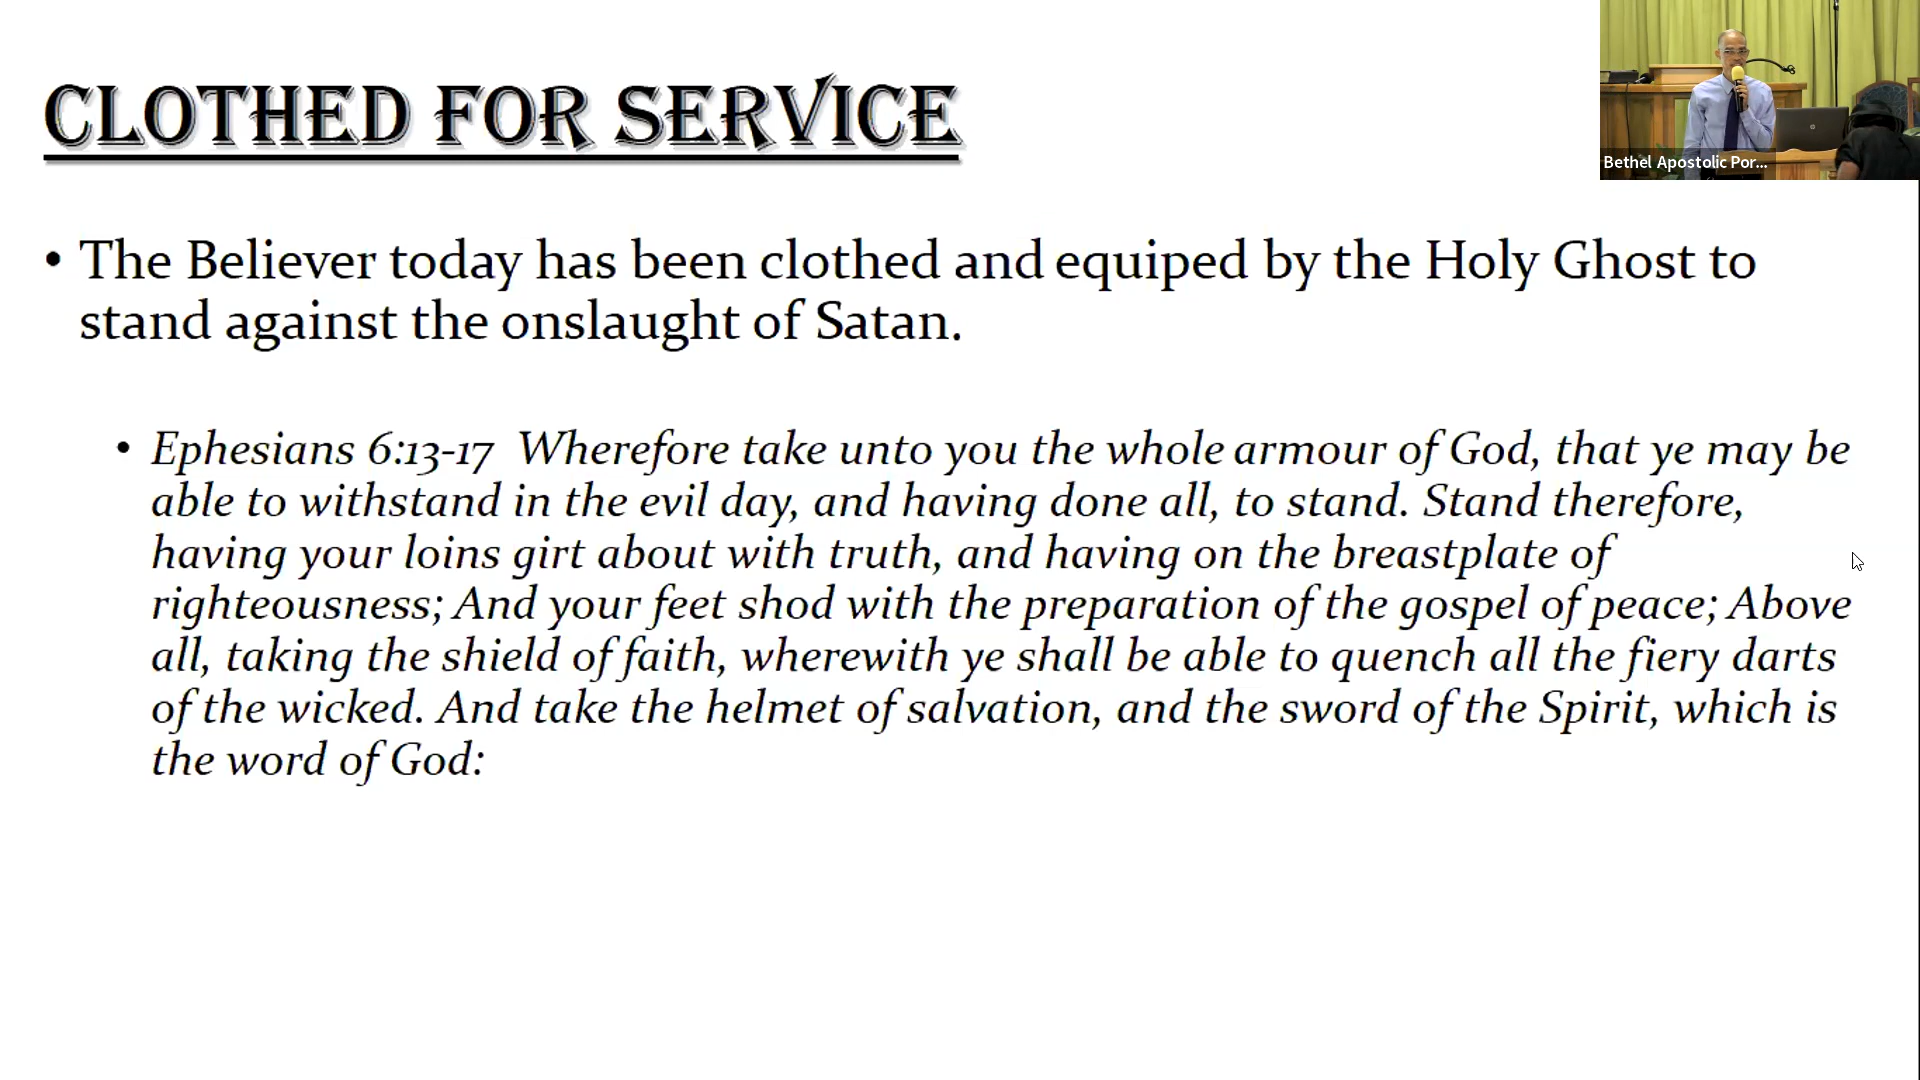 CLOTHED FOR SERVICE
Bethel Apostolic Por...
• The Believer today has been clothed and equiped by the Holy Ghost to
stand against the onslaught of Satan.
• Ephesians 6:13-17 Wherefore take unto you the whole armour of God, that ye may be
able to withstand in the evil day, and having done all, to stand. Stand therefore,
having your loins girt about with truth, and having on the breastplate of
righteousness; And your feet shod with the preparation of the gospel of peace; Above
all, taking the shield of faith, wherewith ye shall be able to quench all the fiery darts
of the wicked. And take the helmet of salvation, and the sword of the Spirit, which is
the word of God: